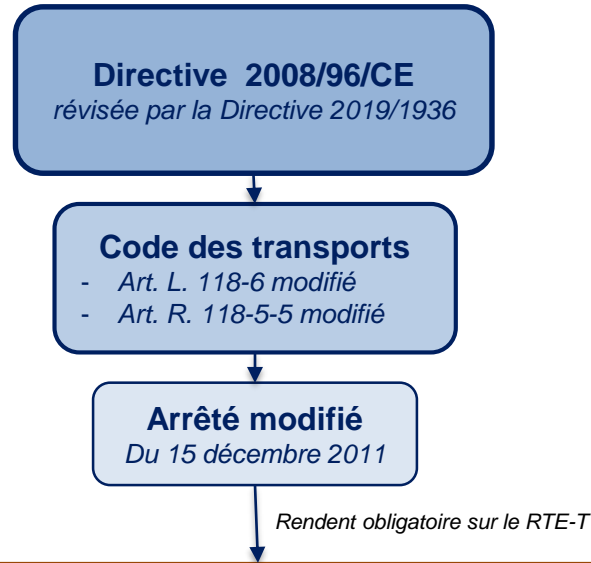 Directive 2008/96/CE
révisée par la Directive 2019/1936
Code des transports
- Art. L. 118-6 modifié
- Art. R. 118-5-5 modifié
Arrêté modifié
Du 15 décembre 2011
Rendent obligatoire sur le RTE-T